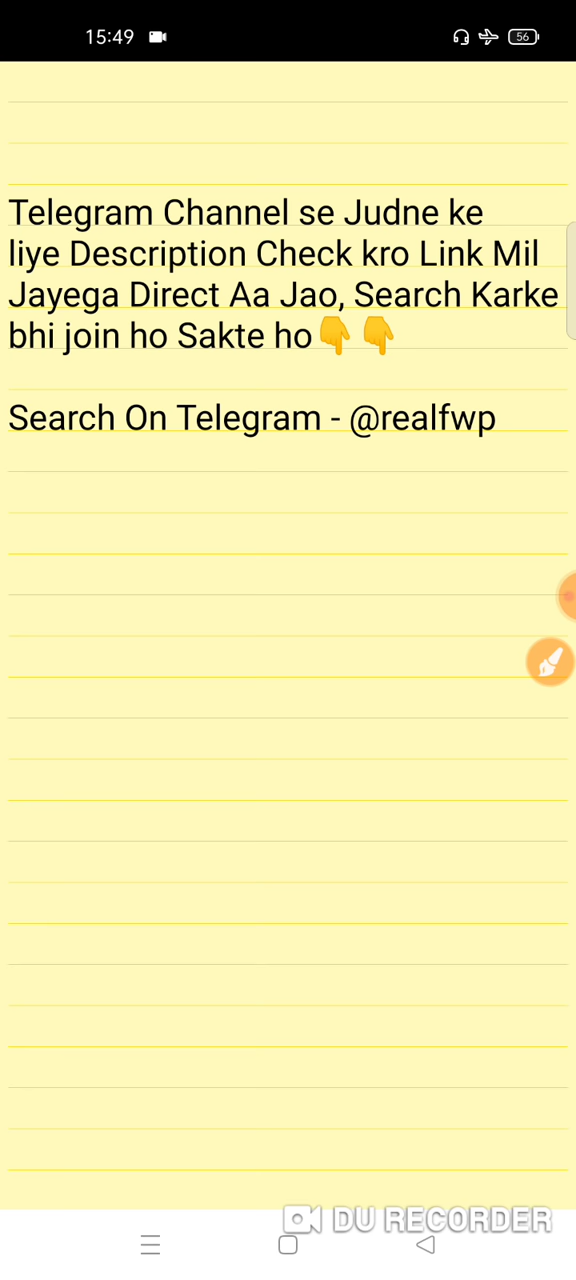 15:49
56
Telegram Channel se Judne ke
liye Description Check kro Link Mil
Jayega Direct Aa Jao, Search Karke
bhi join ho Sakte ho👇👇
Search On Telegram - @realfwp
DU RECORDER